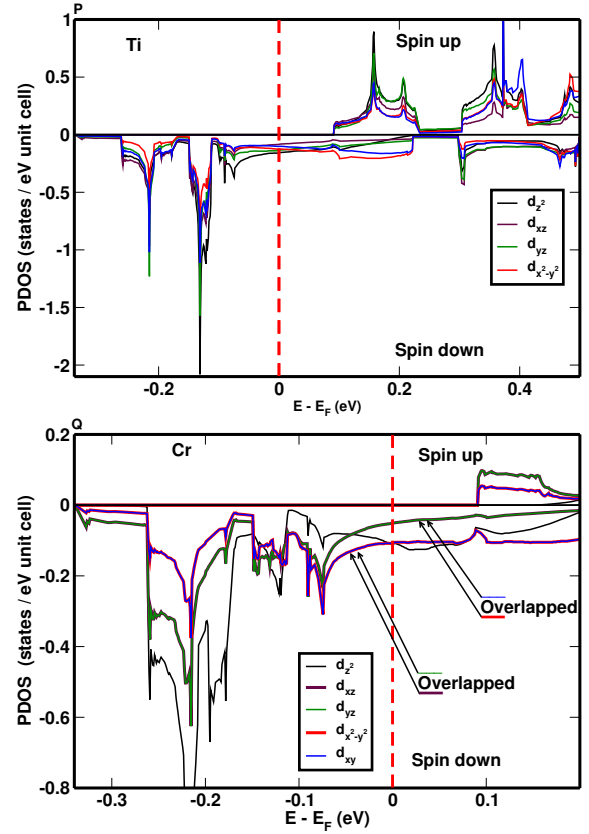 P
Ti
Spin up
1
0.5
0
-0.5
-1
-1.5
-2
PDOS (states / eV unit cell)
d_z²
d_xz
d_yz
d_x²-y²
Spin down
-0.2
0
0.2
0.4
E - E_F (eV)
Q
Cr
Spin up
0.2
0
-0.2
-0.4
-0.6
-0.8
PDOS (states / eV unit cell)
Overlapped
Overlapped
d_z²
d_xz
d_yz
d_x²-y²
d_xy
Spin down
-0.3
-0.2
-0.1
0
0.1
E - E_F (eV)